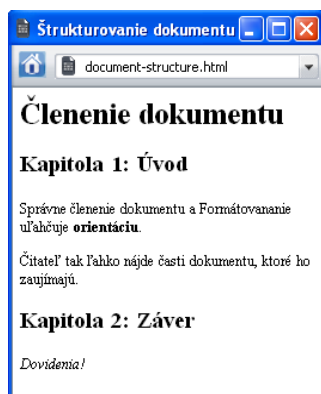 Štrukturovanie dokumentu
document-structure.html
Členenie dokumentu
Kapitola 1: Úvod
Správne členenie dokumentu a Formátovananie
uľahčuje orientáciu.
Čitateľ tak ľahko nájde časti dokumentu, ktoré ho
zaujímajú.
Kapitola 2: Záver
Dovidenia!